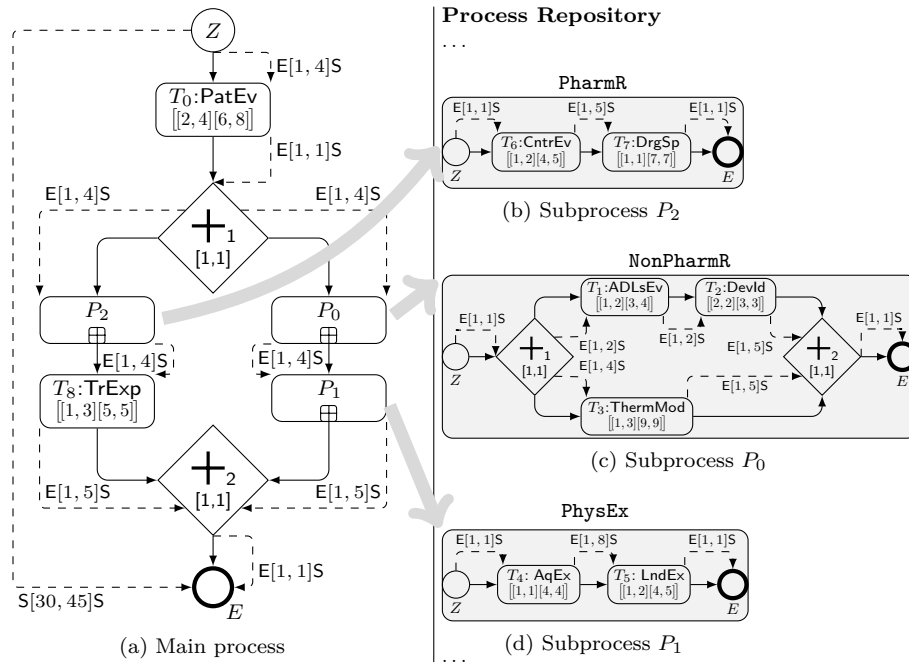 Z
E[1, 4]S
T0:PatEv
[[2, 4][6, 8]]
E[1, 1]S
E[1, 4]S
E[1, 4]S
+1
[1,1]
P2
P0
E[1, 4]S
E[1, 4]S
T8:TrExp
[[1, 3][5, 5]]
P1
+2
[1,1]
E[1, 5]S
E[1, 5]S
E[1, 1]S
S[30, 45]S
E
(a) Main process
Process Repository
...
PharmR
E[1, 1]S
E[1, 5]S
E[1, 1]S
T6:CntrEv
[[1, 2][4, 5]]
T7:DrgSp
[[1, 1][7, 7]]
Z
E
(b) Subprocess P2
NonPharmR
T1:ADLsEv
[[1, 2][3, 4]]
T2:DevId
[[2, 2][3, 3]]
E[1, 1]S
E[1, 2]S
E[1, 2]S
E[1, 5]S
E[1, 1]S
+1
[1,1]
+2
[1,1]
E[1, 4]S
E[1, 5]S
Z
E
T3:ThermMod
[[1, 3][9, 9]]
(c) Subprocess P0
PhysEx
E[1, 1]S
E[1, 8]S
E[1, 1]S
T4: AqEx
[[1, 1][4, 4]]
T5: LndEx
[[1, 2][4, 5]]
Z
E
(d) Subprocess P1
...